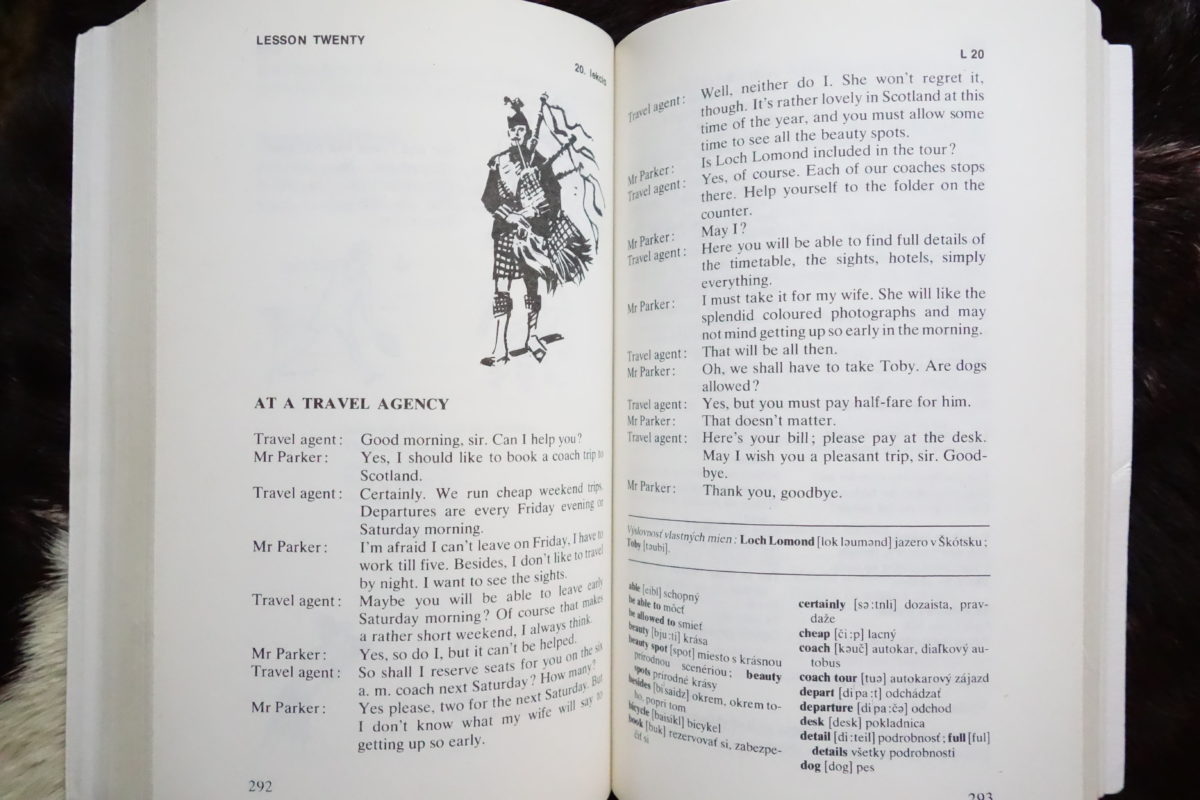 LESSON TWENTY
20. lekcia
AT A TRAVEL AGENCY
Travel agent: Good morning, sir. Can I help you?
Mr Parker: Yes, I should like to book a coach trip to
Scotland.
Travel agent: Certainly. We run cheap weekend trips.
Departures are every Friday evening or
Saturday morning.
Mr Parker: I'm afraid I can't leave on Friday, I have to
work till five. Besides, I don't like to travel
by night. I want to see the sights.
Travel agent: Maybe you will be able to leave early
Saturday morning? Of course that makes
a rather short weekend, I always think.
Mr Parker: Yes, so do I, but it can't be helped.
Travel agent: So shall I reserve seats for you on the six
a. m. coach next Saturday? How many?
Mr Parker: Yes please, two for the next Saturday. But
I don't know what my wife will say to
getting up so early.
292
L 20
Travel agent: Well, neither do I. She won't regret it,
though. It's rather lovely in Scotland at this
time of the year, and you must allow some
time to see all the beauty spots.
Mr Parker: Is Loch Lomond included in the tour?
Travel agent: Yes, of course. Each of our coaches stops
there. Help yourself to the folder on the
counter.
Mr Parker: May I?
Travel agent: Here you will be able to find full details of
the timetable, the sights, hotels, simply
everything.
Mr Parker: I must take it for my wife. She will like the
splendid coloured photographs and may
not mind getting up so early in the morning.
Travel agent: That will be all then.
Mr Parker: Oh, we shall have to take Toby. Are dogs
allowed?
Travel agent: Yes, but you must pay half-fare for him.
Mr Parker: That doesn't matter.
Travel agent: Here's your bill; please pay at the desk.
May I wish you a pleasant trip, sir. Good-
bye.
Mr Parker: Thank you, goodbye.
Výslovnosť vlastných mien: Loch Lomond [lok ləumənd] jazero v Škótsku;
Toby [təubi].
able [eibl] schopný
be able to môcť
be allowed to smieť
beauty [bju:ti] krása
beauty spot [spot] miesto s krásnou
prírodnou scenériou; beauty
spots prírodné krásy
besides [bi'saidz] okrem, okrem to-
ho, popri tom
bicycle [baisikl] bicykel
book [buk] rezervovať si, zabezpe-
čiť si
certainly [sə:tnli] dozaista, prav-
daže
cheap [či:p] lacný
coach [kəuč] autokar, diaľkový au-
tobus
coach tour [tuə] autokarový zájazd
depart [dipa:t] odchádzať
departure [dipa:čə] odchod
desk [desk] pokladnica
detail [di:teil] podrobnosť; full [ful]
details všetky podrobnosti
dog [dog] pes
293